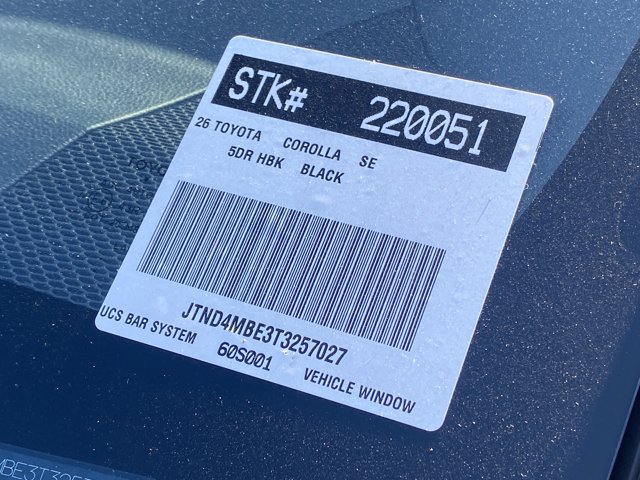 STK# 220051
26 TOYOTA COROLLA SE
5DR HBK BLACK
JTND4MBE3T3257027
UCS BAR SYSTEM 60S001 VEHICLE WINDOW